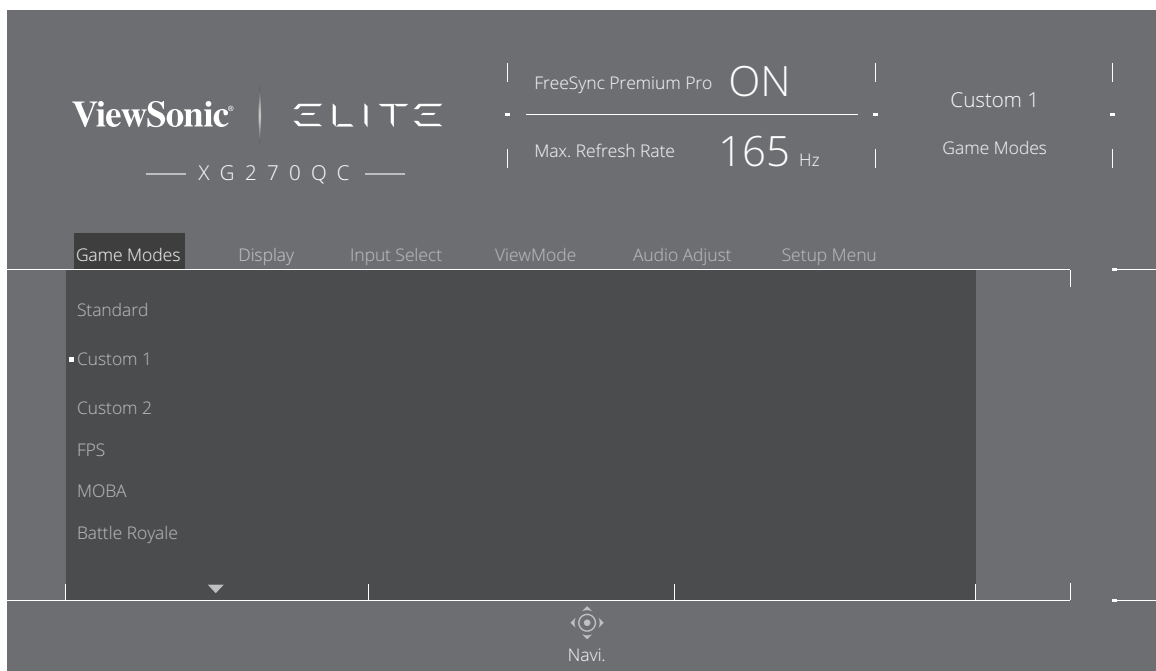 ViewSonic® ELITE
XG270QC
FreeSync Premium Pro ON
Max. Refresh Rate 165 Hz
Custom 1
Game Modes
Game Modes Display Input Select ViewMode Audio Adjust Setup Menu
Standard
Custom 1
Custom 2
FPS
MOBA
Battle Royale
Navi.